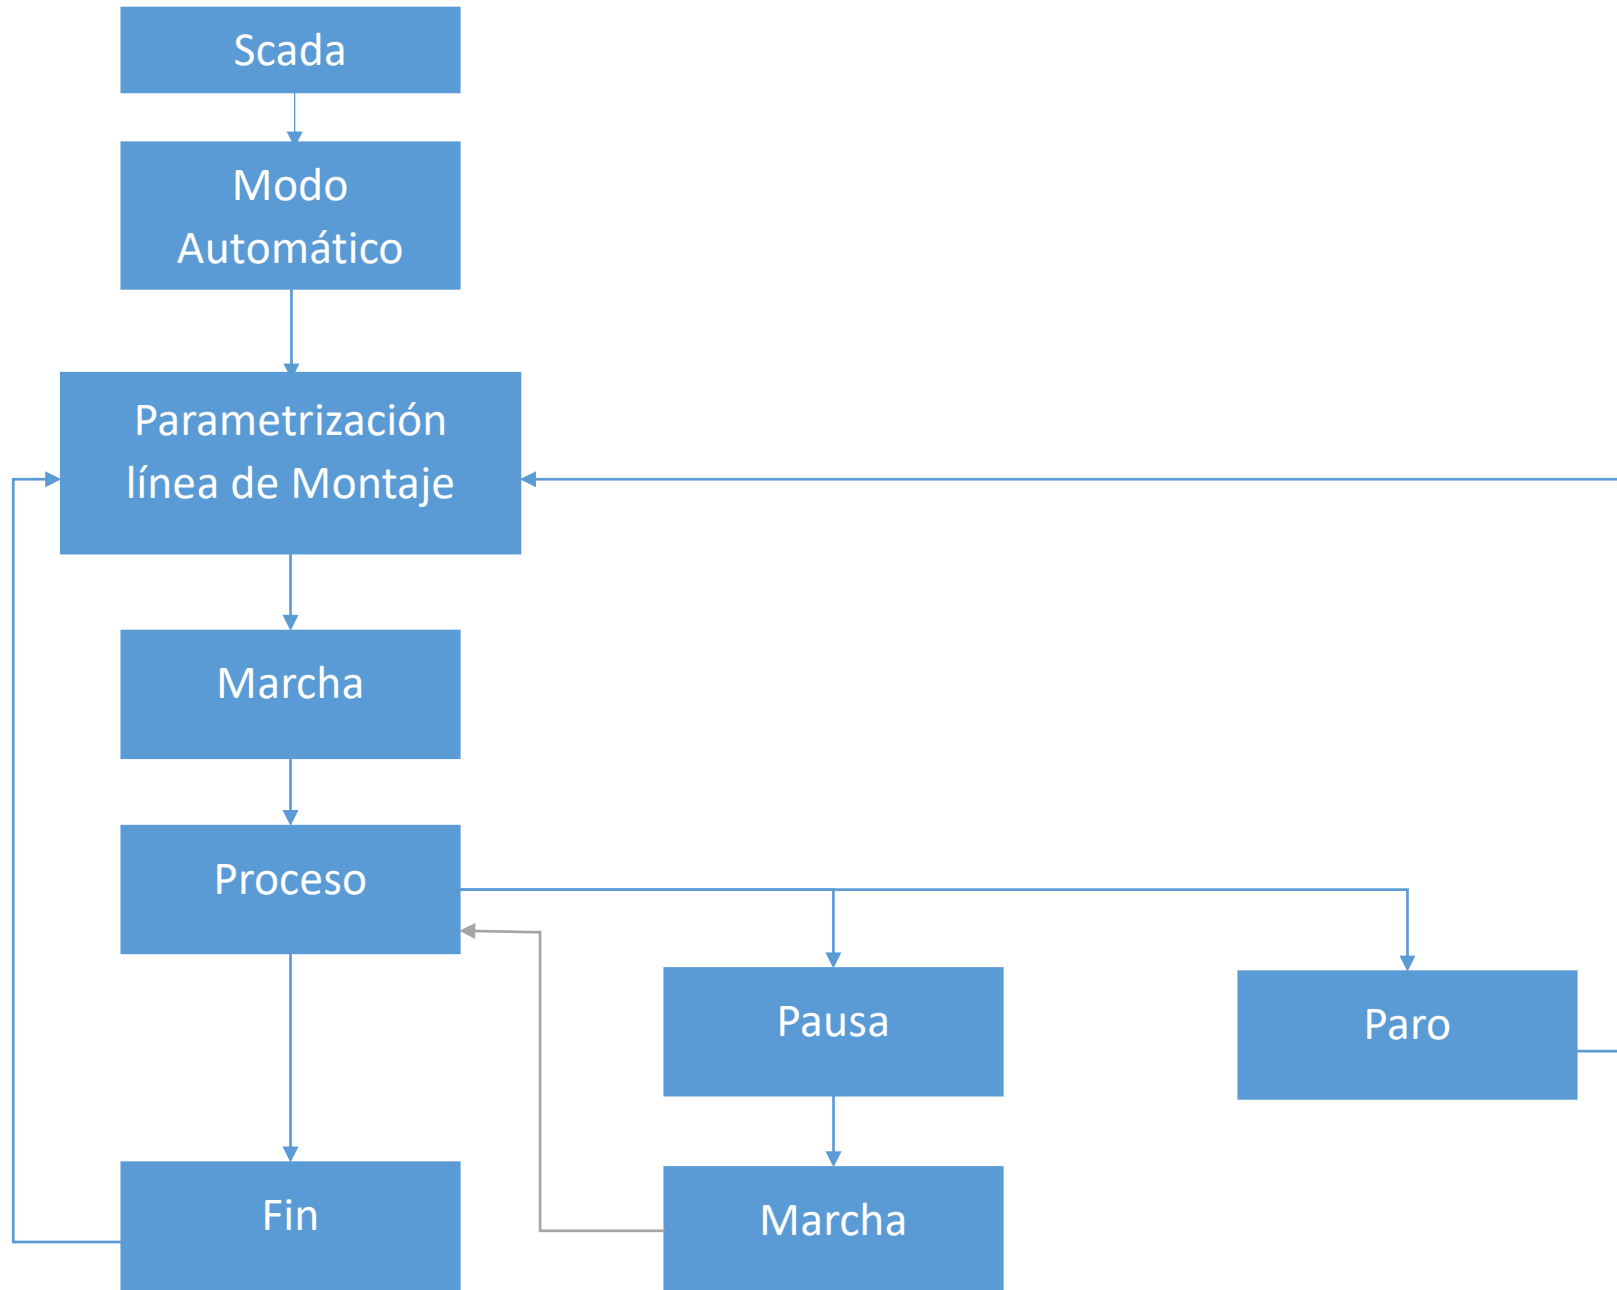 Scada
Modo
Automático
Parametrización
línea de Montaje
Marcha
Proceso
Pausa
Paro
Fin
Marcha